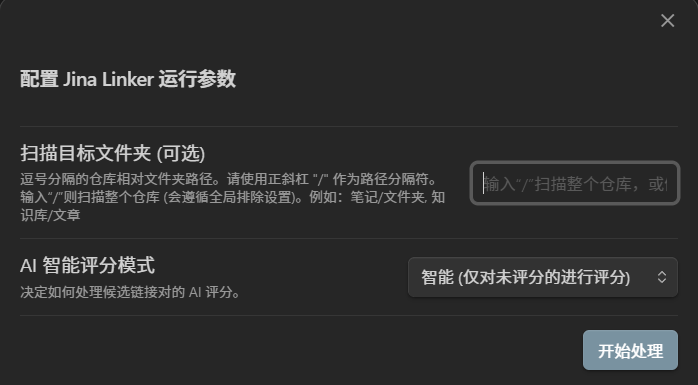 配置 Jina Linker 运行参数
扫描目标文件夹 (可选)
逗号分隔的仓库相对文件夹路径。请使用正斜杠 "/" 作为路径分隔符。
输入"/"则扫描整个仓库 (会遵循全局排除设置)。例如：笔记/文件夹, 知
识库/文章
输入"/"扫描整个仓库，或
AI 智能评分模式
决定如何处理候选链接对的 AI 评分。
智能 (仅对未评分的进行评分)
开始处理